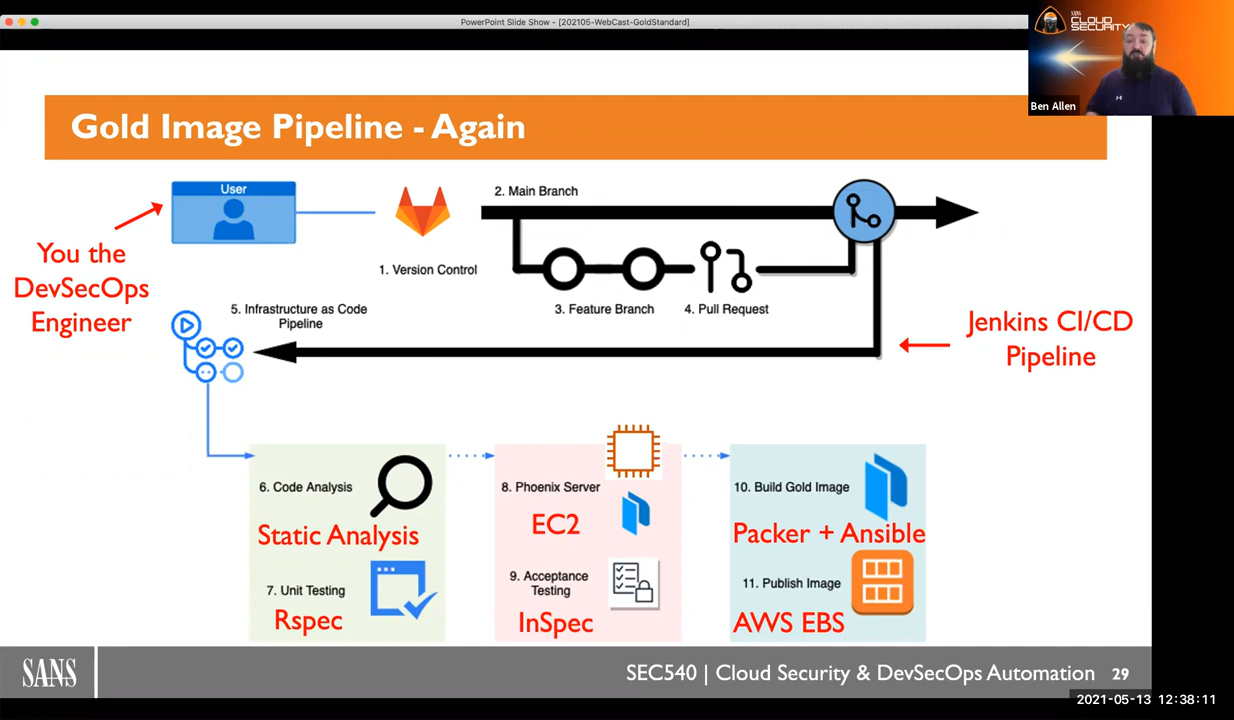 PowerPoint Slide Show - [202105-WebCast-GoldStandard]
SANS
CLOUD
SECURITY
Ben Allen
Gold Image Pipeline - Again
User
2. Main Branch
You the
DevSecOps
Engineer
1. Version Control
3. Feature Branch
4. Pull Request
5. Infrastructure as Code
Pipeline
Jenkins CI/CD
Pipeline
6. Code Analysis
Static Analysis
7. Unit Testing
Rspec
8. Phoenix Server
EC2
9. Acceptance
Testing
InSpec
10. Build Gold Image
Packer + Ansible
11. Publish Image
AWS EBS
SANS
SEC540 | Cloud Security & DevSecOps Automation 29
2021-05-13 12:38:11